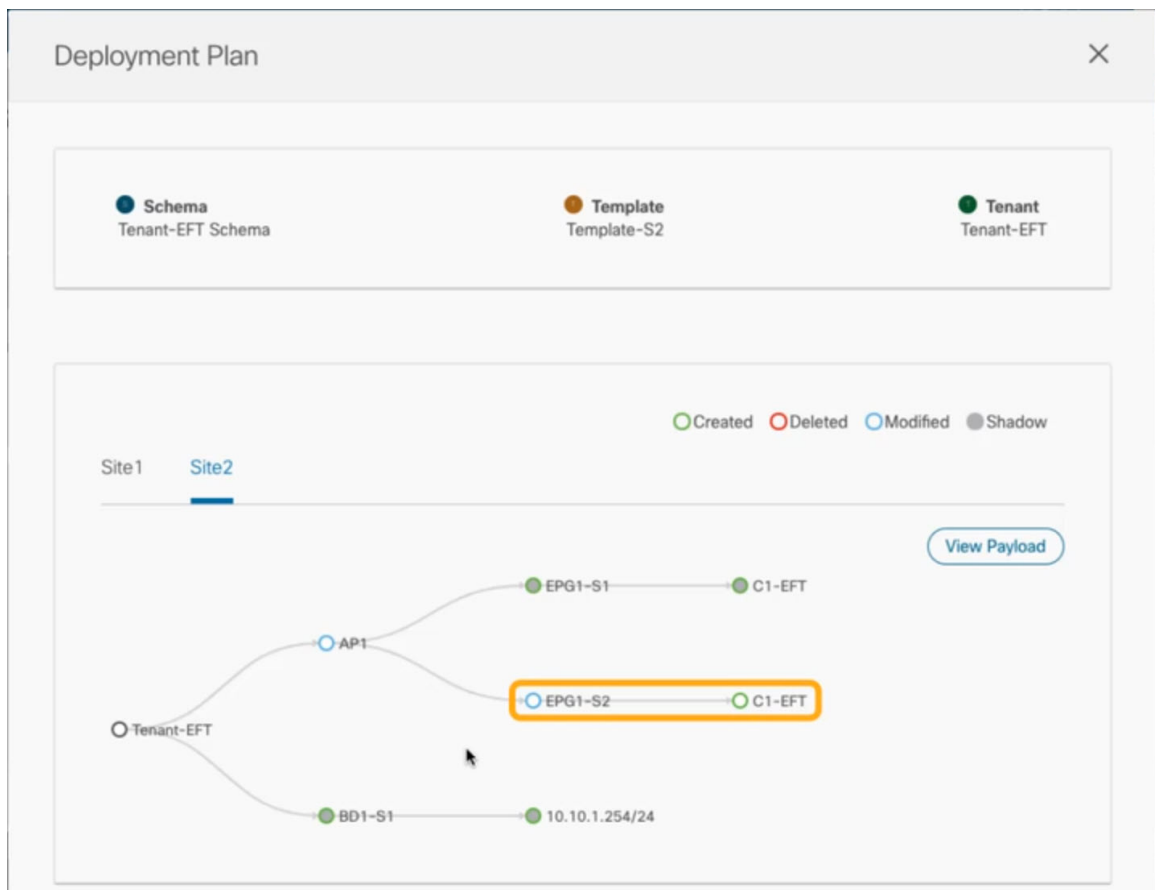 Deployment Plan
Schema
Tenant-EFT Schema
Template
Template-S2
Tenant
Tenant-EFT
Created Deleted Modified Shadow
Site1 Site2
View Payload
EPG1-S1 C1-EFT
AP1
EPG1-S2 C1-EFT
Tenant-EFT
BD1-S1 10.10.1.254/24